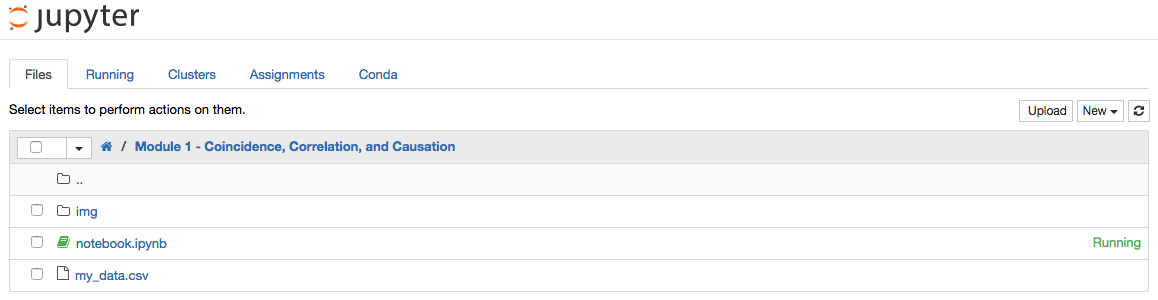 jupyter
Files Running Clusters Assignments Conda
Select items to perform actions on them.
Upload New
/ Module 1 - Coincidence, Correlation, and Causation
..
img
notebook.ipynb Running
my_data.csv